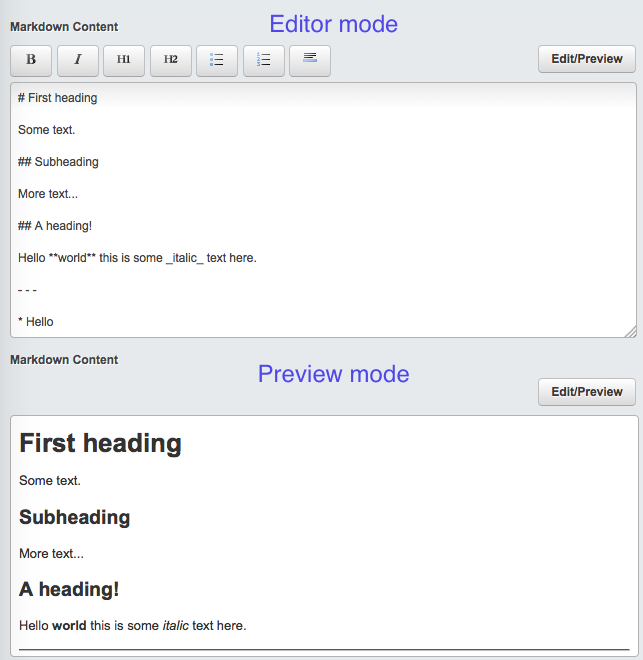 Editor mode
Markdown Content
B I H1 H2 Edit/Preview
# First heading
Some text.
## Subheading
More text...
## A heading!
Hello **world** this is some _italic_ text here.
- - -
* Hello
Markdown Content
Preview mode
Edit/Preview
First heading
Some text.
Subheading
More text...
A heading!
Hello world this is some italic text here.